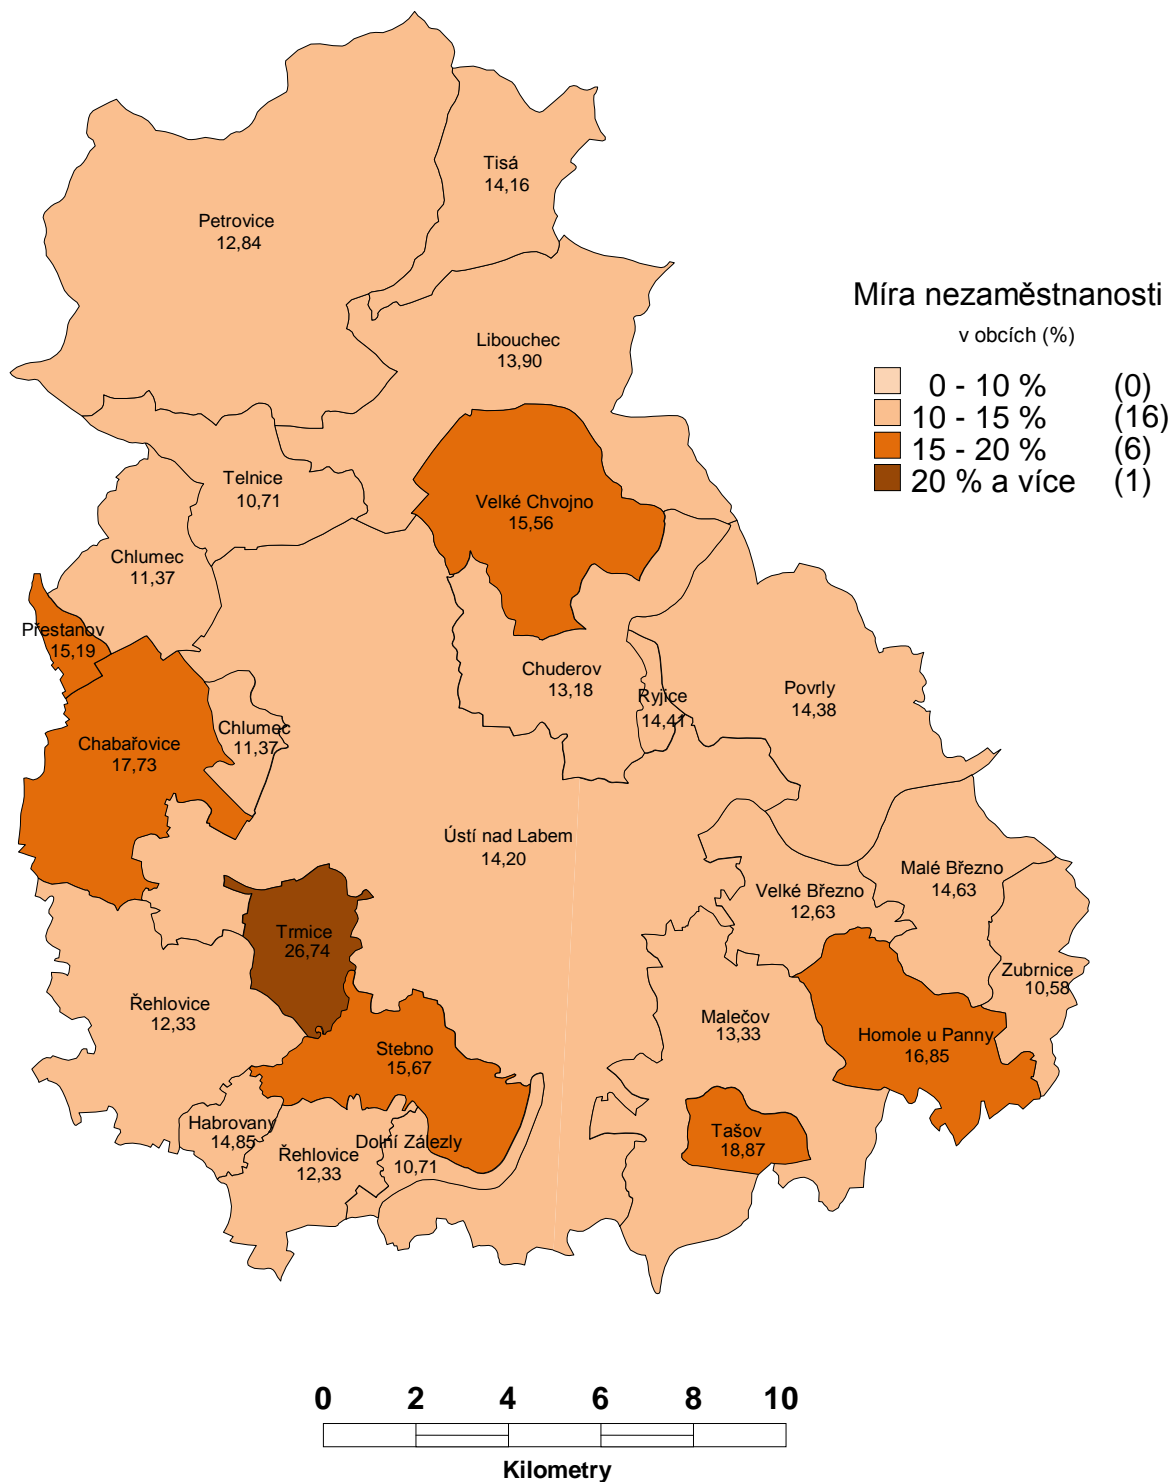 Tisá
14,16
Petrovice
12,84
Míra nezaměstnanosti
v obcích (%)
0 - 10 % (0)
10 - 15 % (16)
15 - 20 % (6)
20 % a více (1)
Libouchec
13,90
Telnice
10,71
Velké Chvojno
15,56
Chlumec
11,37
Přestanov
15,19
Chuderov
13,18
Ryjice
14,41
Povrly
14,38
Chabařovice
17,73
Chlumec
11,37
Ústí nad Labem
14,20
Malé Březno
14,63
Velké Březno
12,63
Trmice
26,74
Zubrnice
10,58
Řehlovice
12,33
Malečov
13,33
Homole u Panny
16,85
Stebno
15,67
Habrovany
14,85
Tašov
18,87
Dolní Zálezly
10,71
Řehlovice
12,33
0 2 4 6 8 10
Kilometry